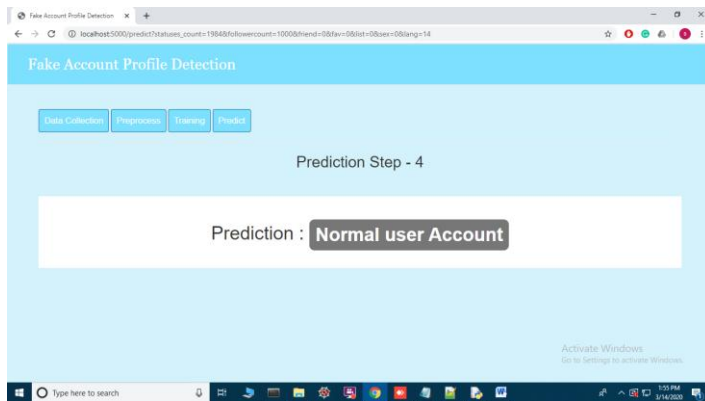 Fake Account Profile Detection
localhost:5000/predict?statuses_count=1984&followercount=1000&friend=0&fav=0&list=0&sex=0&lang=14
Fake Account Profile Detection
Data Collection Preprocess Training Predict
Prediction Step - 4
Prediction : Normal user Account
Activate Windows
Go to Settings to activate Windows.
Type here to search
1:55 PM
3/14/2020